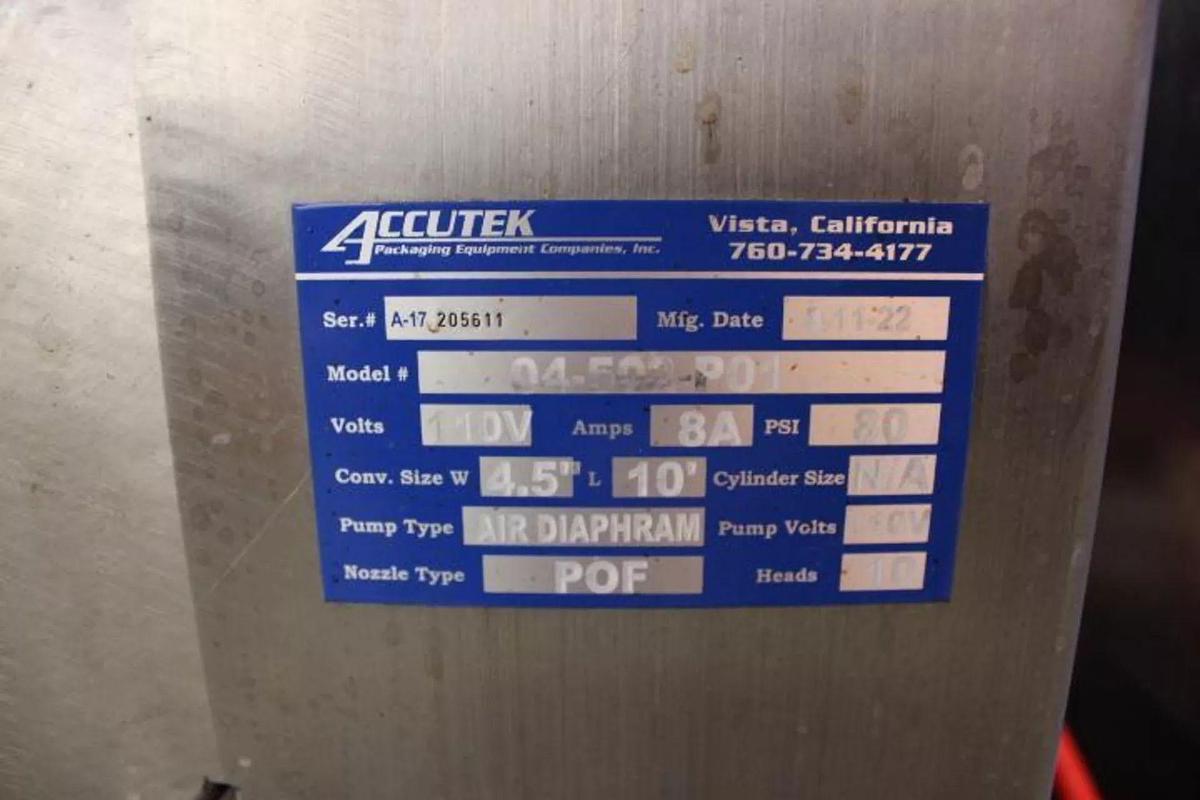 ACCUTEK
Packaging Equipment Companies, Inc.
Vista, California
760-734-4177
Ser.# A-17 205611 Mfg. Date
Model #
Volts 110V Amps 8A PSI 80
Conv. Size W 4.5" L 10' Cylinder Size N/A
Pump Type AIR DIAPHRAM Pump Volts 110V
Nozzle Type POF Heads 10